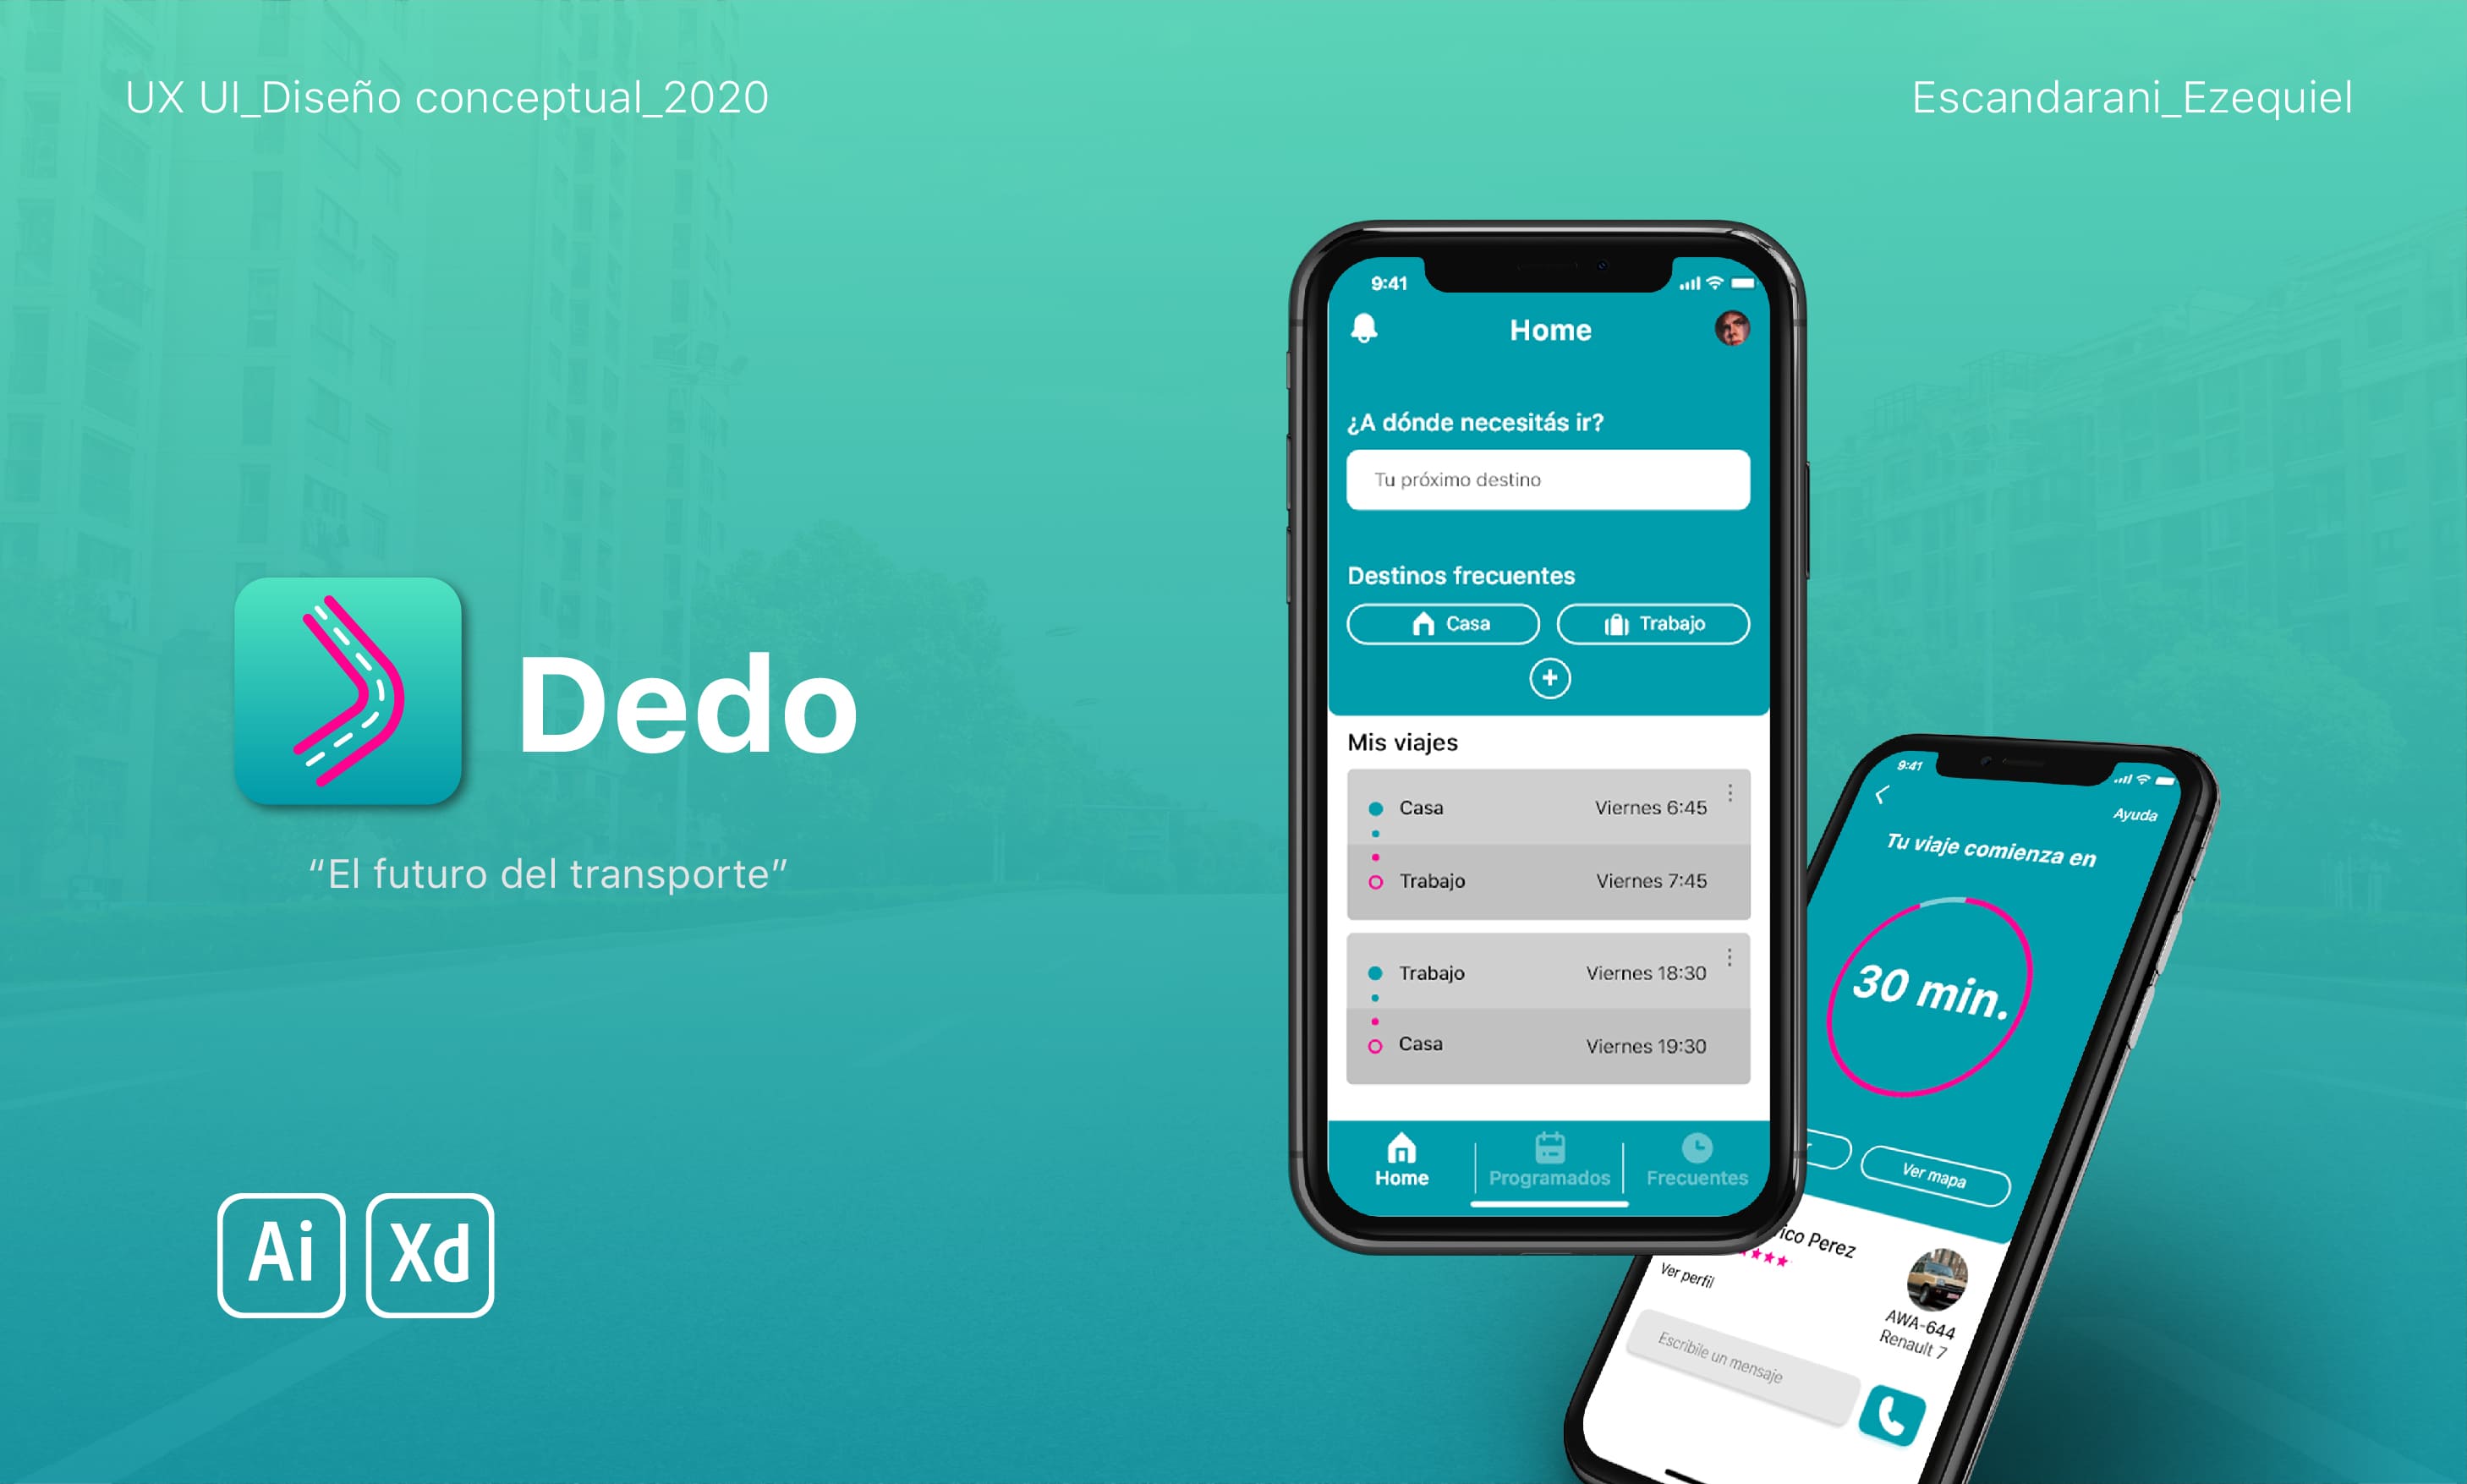 UX UI_Diseño conceptual_2020
Escandarani_Ezequiel
Dedo
“El futuro del transporte”
Ai
Xd
9:41
Home
¿A dónde necesitás ir?
Tu próximo destino
Destinos frecuentes
Casa
Trabajo
+
Mis viajes
Casa Viernes 6:45
Trabajo Viernes 7:45
Trabajo Viernes 18:30
Casa Viernes 19:30
Home
Programados
Frecuentes
9:41
Ayuda
Tu viaje comienza en
30 min.
Ver mapa
Perez
Ver perfil
AWA-644
Renault 7
Escribile un mensaje